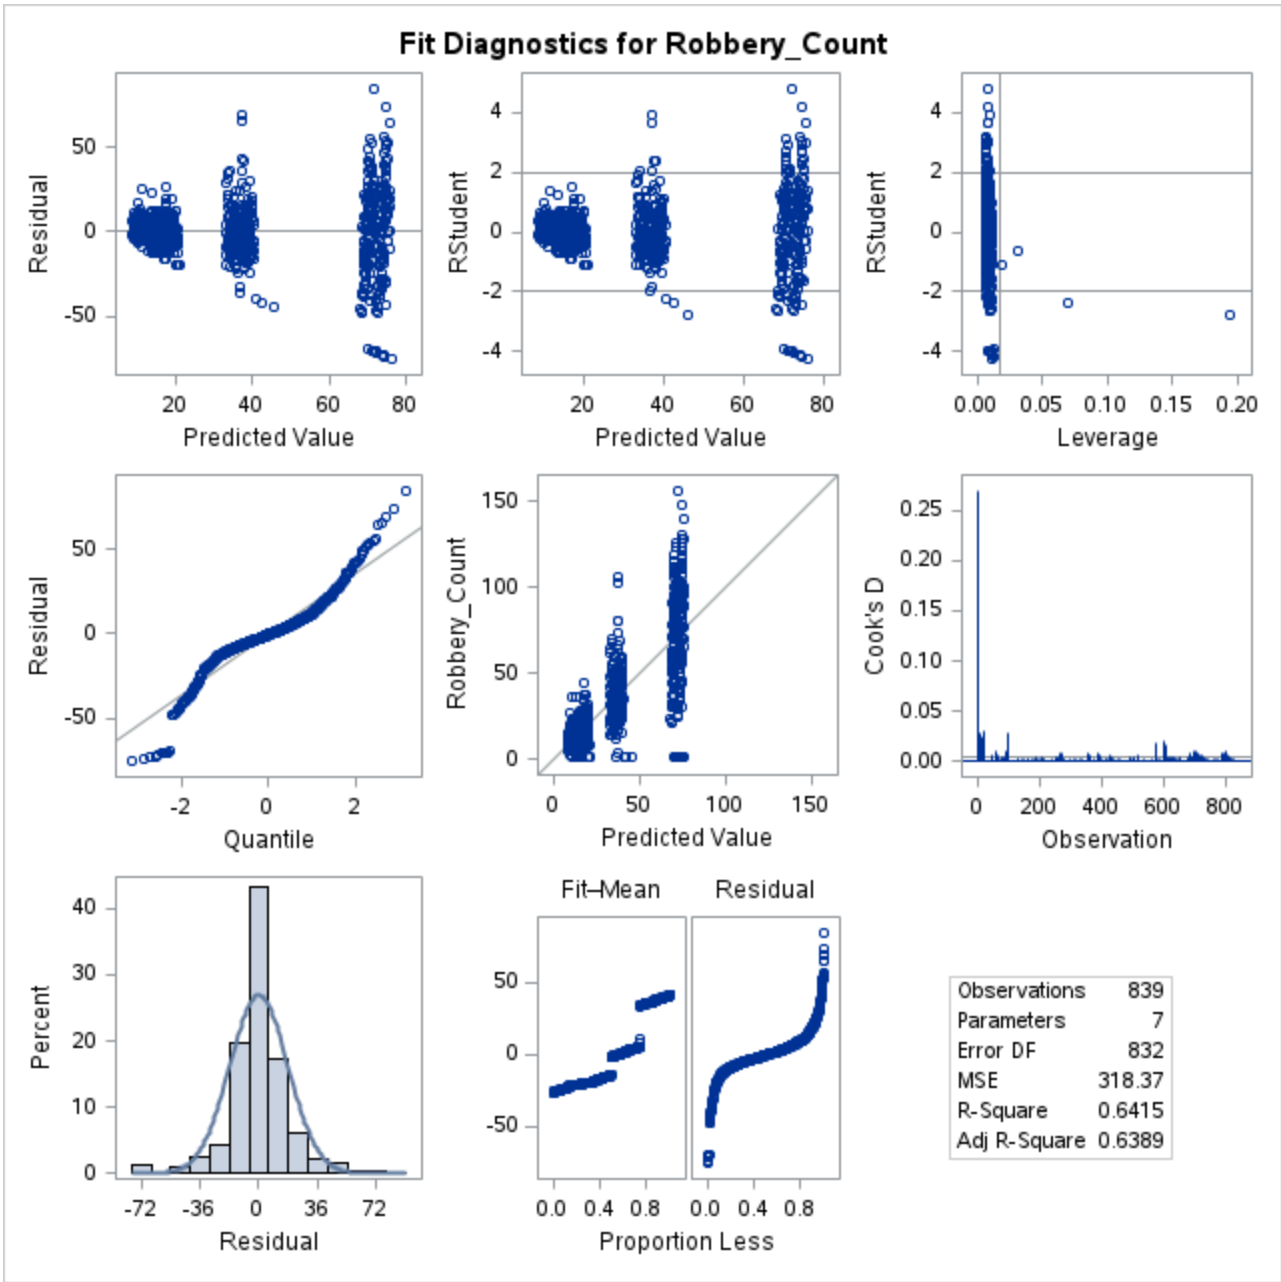 Fit Diagnostics for Robbery_Count
Residual
50
0
-50
20 40 60 80
Predicted Value
RStudent
4
2
0
-2
-4
20 40 60 80
Predicted Value
RStudent
4
2
0
-2
-4
0.00 0.05 0.10 0.15 0.20
Leverage
Residual
50
0
-50
-2 0 2
Quantile
Robbery_Count
150
100
50
0
0 50 100 150
Predicted Value
Cook's D
0.25
0.20
0.15
0.10
0.05
0.00
0 200 400 600 800
Observation
Percent
40
30
20
10
0
-72 -36 0 36 72
Residual
Fit–Mean Residual
50
0
-50
0.0 0.4 0.8 0.0 0.4 0.8
Proportion Less
Observations 839
Parameters 7
Error DF 832
MSE 318.37
R-Square 0.6415
Adj R-Square 0.6389